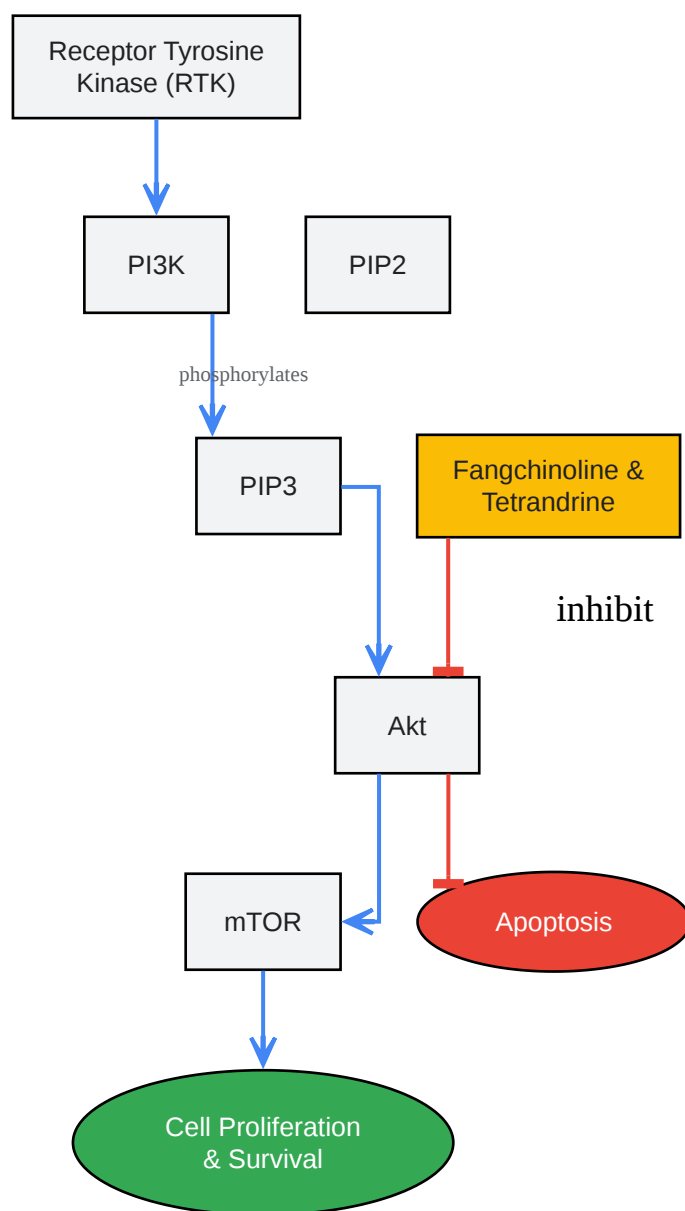 Receptor Tyrosine
Kinase (RTK)
PI3K
PIP2
phosphorylates
PIP3
Fangchinoline &
Tetrandrine
inhibit
Akt
mTOR
Apoptosis
Cell Proliferation
& Survival